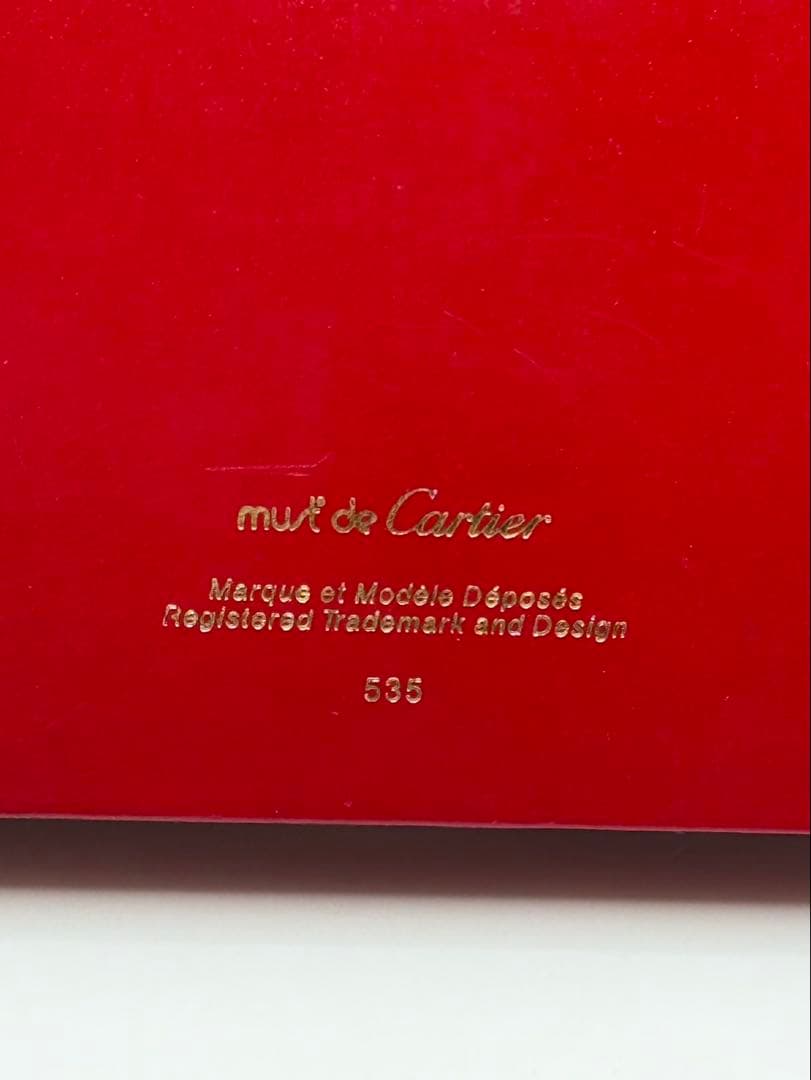 must de Cartier
Marque et Modèle Déposés
Registered Trademark and Design
535